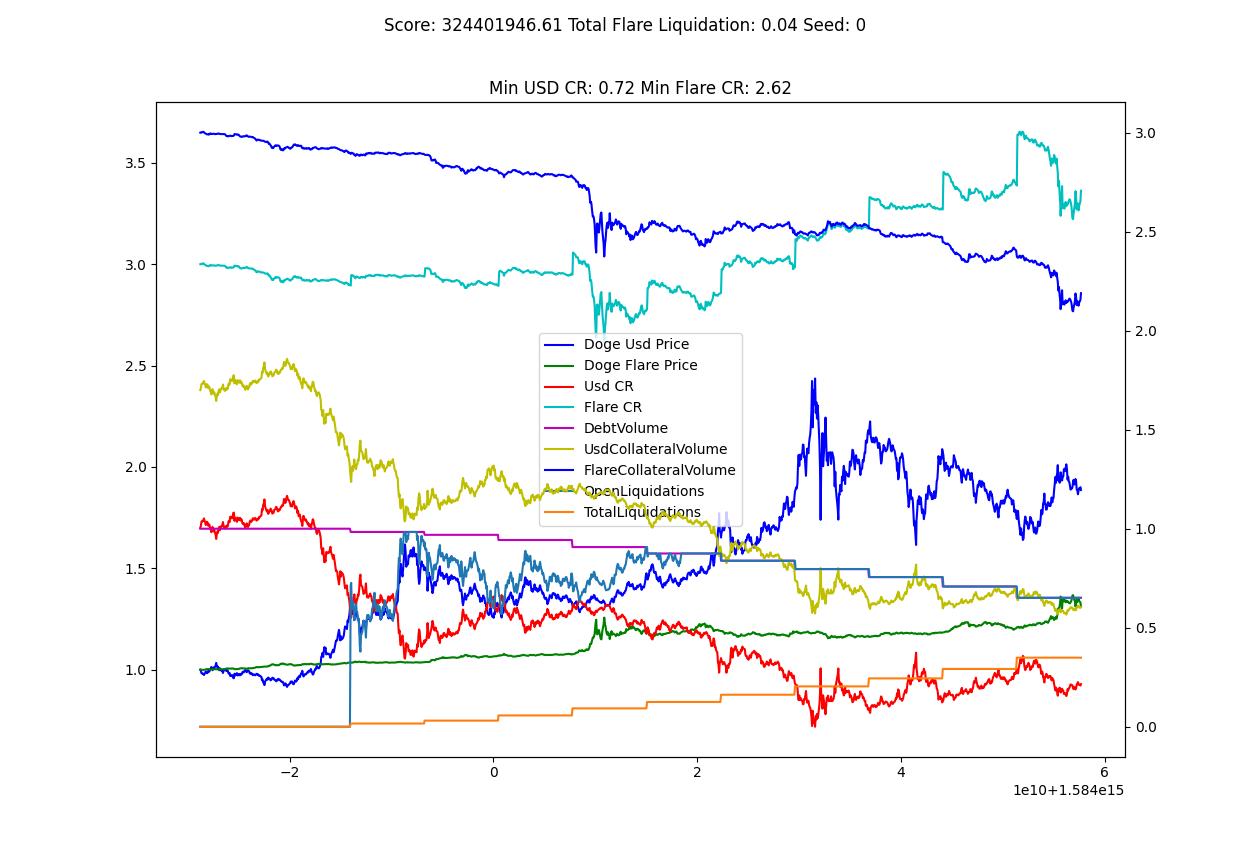 Score: 324401946.61 Total Flare Liquidation: 0.04 Seed: 0
Min USD CR: 0.72 Min Flare CR: 2.62
3.5
3.0
2.5
2.0
1.5
1.0
3.0
2.5
2.0
1.5
1.0
0.5
0.0
Doge Usd Price
Doge Flare Price
Usd CR
Flare CR
DebtVolume
UsdCollateralVolume
FlareCollateralVolume
OpenLiquidations
TotalLiquidations
−2
0
2
4
6
1e10+1.584e15